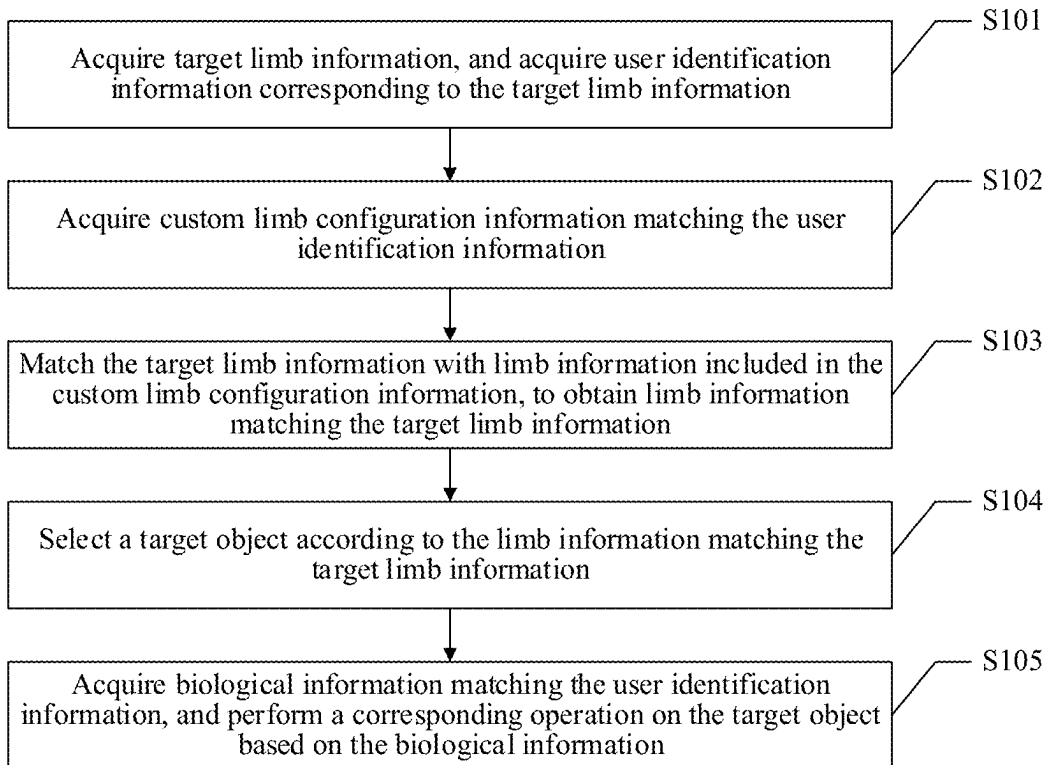 S101
Acquire target limb information, and acquire user identification
information corresponding to the target limb information
S102
Acquire custom limb configuration information matching the user
identification information
S103
Match the target limb information with limb information included in the
custom limb configuration information, to obtain limb information
matching the target limb information
S104
Select a target object according to the limb information matching the
target limb information
S105
Acquire biological information matching the user identification
information, and perform a corresponding operation on the target object
based on the biological information